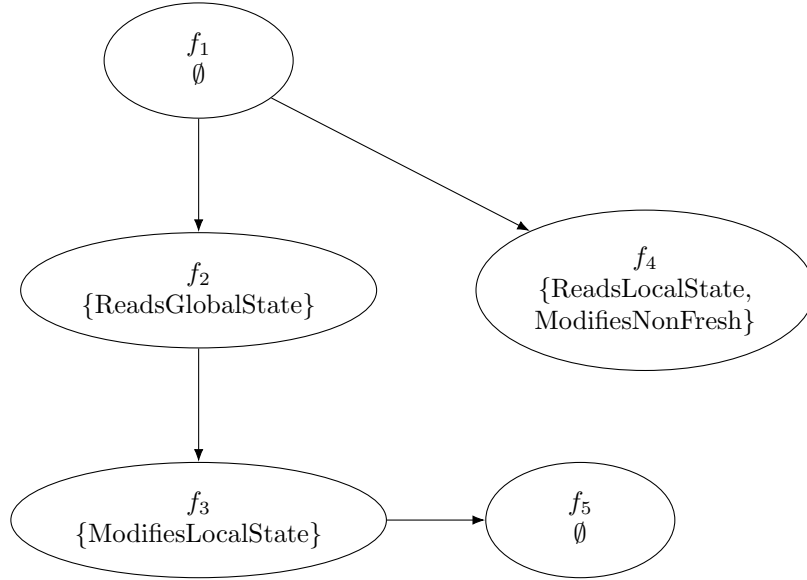 f₁
∅
f₂
{ReadsGlobalState}
f₄
{ReadsLocalState,
ModifiesNonFresh}
f₃
{ModifiesLocalState}
f₅
∅